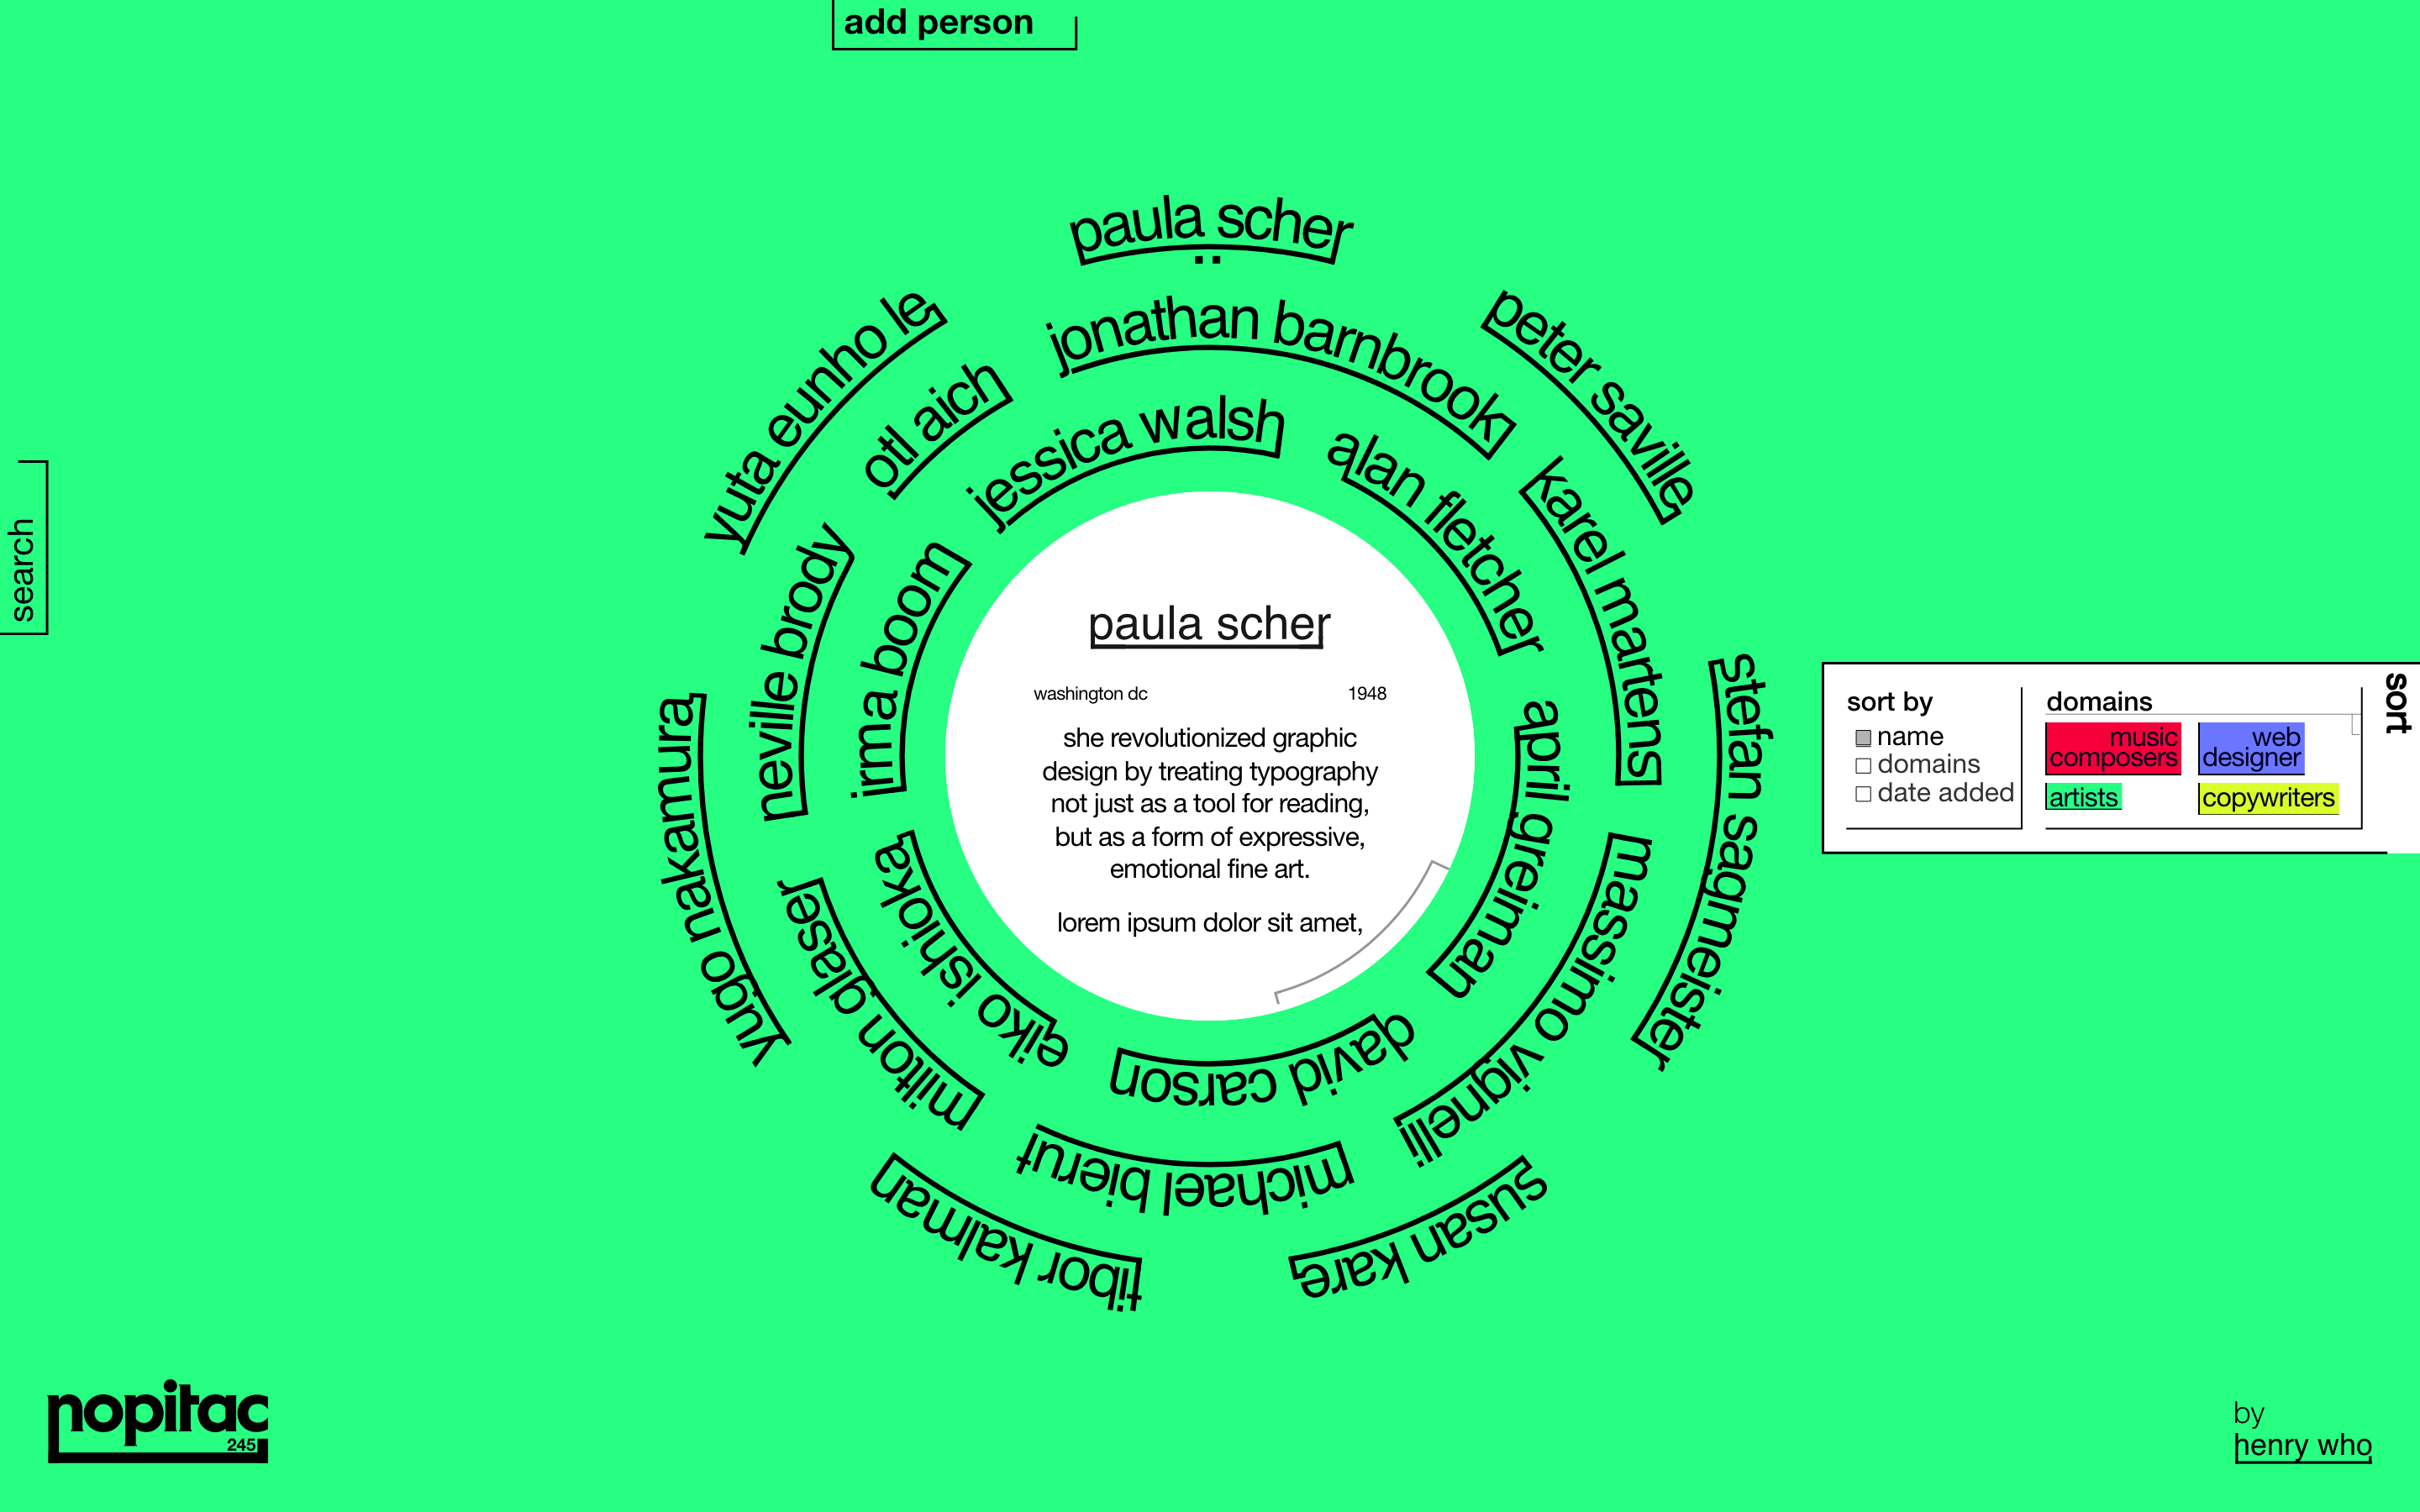 add person
search
paula scher
peter saville
stefan sagmeister
susan kare
tibor kalman
yugo nakamura
yuta eunho le
jonathan barnbrook
karel martens
massimo vignelli
michael bierut
milton glaser
neville brody
otl aich
jessica walsh
alan fletcher
april greiman
david carson
eiko ishioka
irma boom
paula scher
washington dc 1948
she revolutionized graphic
design by treating typography
not just as a tool for reading,
but as a form of expressive,
emotional fine art.
lorem ipsum dolor sit amet,
sort
sort by
name
domains
date added
domains
music
composers
web
designer
artists
copywriters
nopitac
245
by
henry who